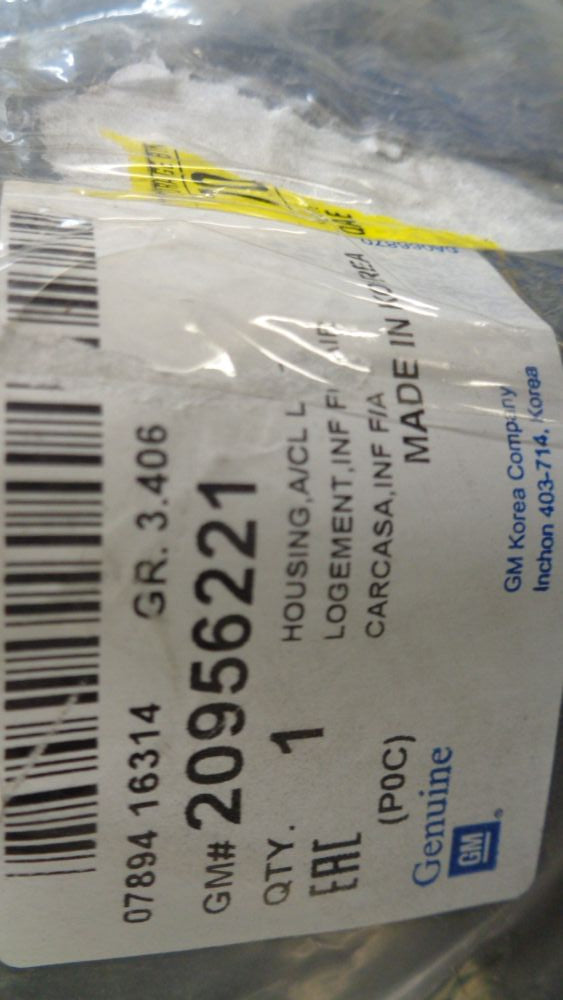 07894 16314 GR. 3.406
GM# 20956221
QTY. 1 HOUSING,A/CL L
LOGEMENT,INF
EAC CARCASA,INF F/A
(P0C) MADE IN KOREA
Genuine
GM
GM Korea Company
Inchon 403-714, Korea